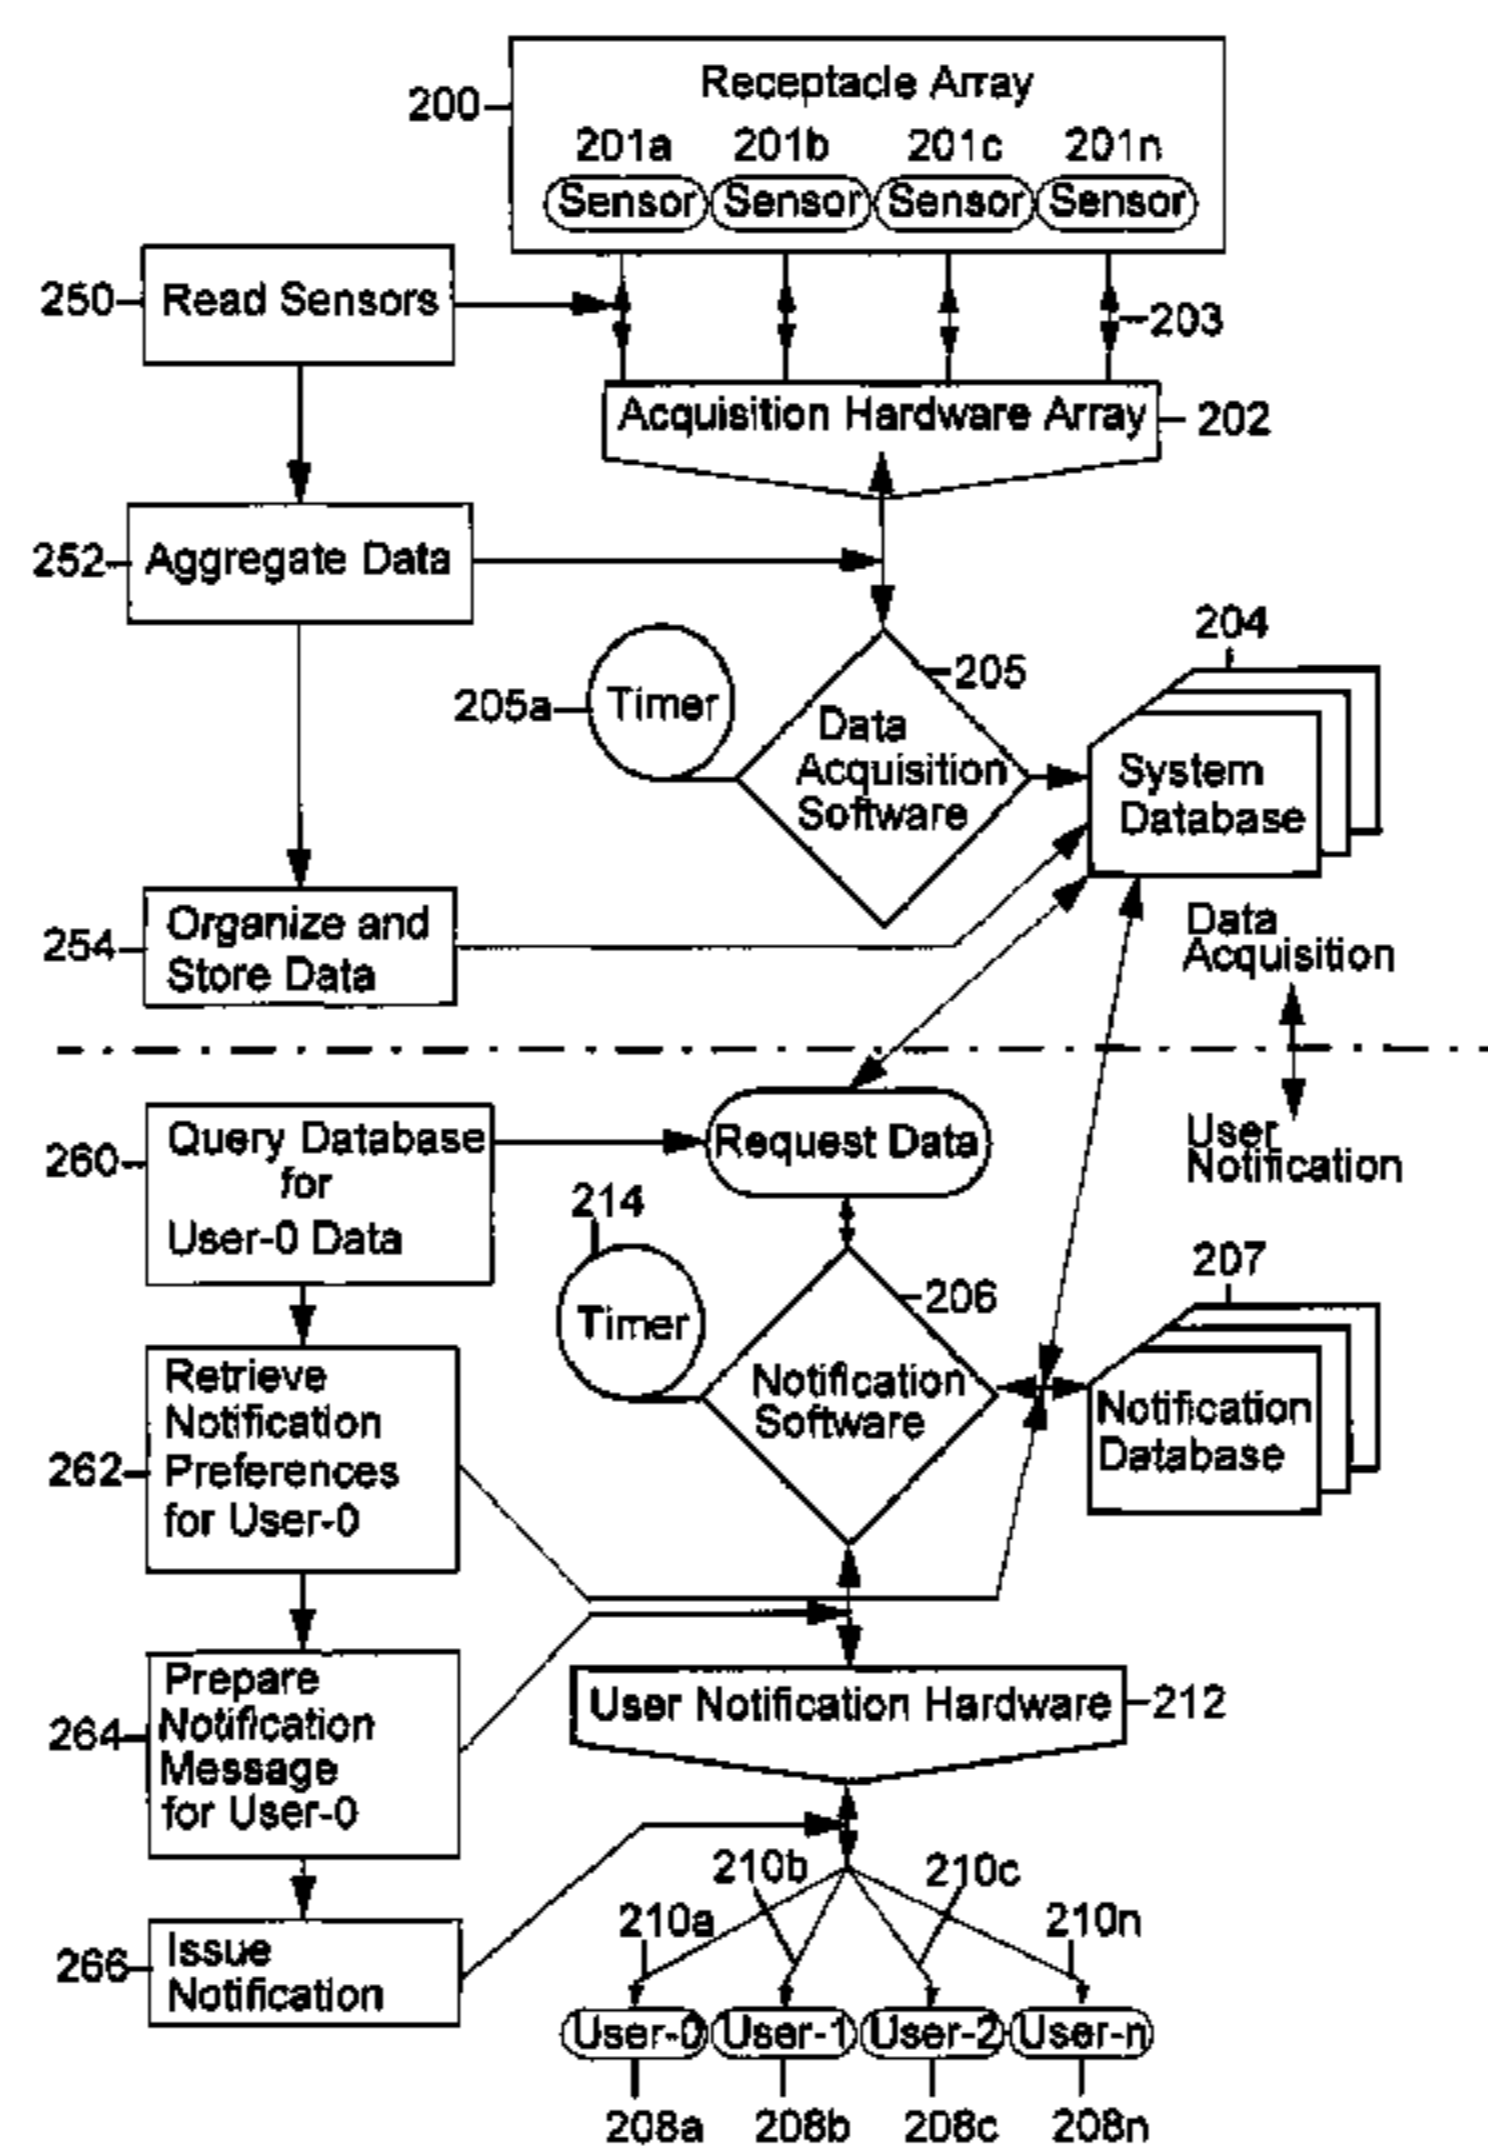 Receptacle Array
200
201a 201b 201c 201n
Sensor Sensor Sensor Sensor
250 Read Sensors
203
Acquisition Hardware Array 202
252 Aggregate Data
204
205
205a Timer
Data
Acquisition
Software
System
Database
254 Organize and
Store Data
Data
Acquisition
User
Notification
260 Query Database
for
User-0 Data
Request Data
214
Timer
206
207
Notification
Software
Notification
Database
262 Retrieve
Notification
Preferences
for User-0
264 Prepare
Notification
Message
for User-0
User Notification Hardware 212
210a 210b 210c 210n
266 Issue
Notification
User-0 User-1 User-2 User-n
208a 208b 208c 208n